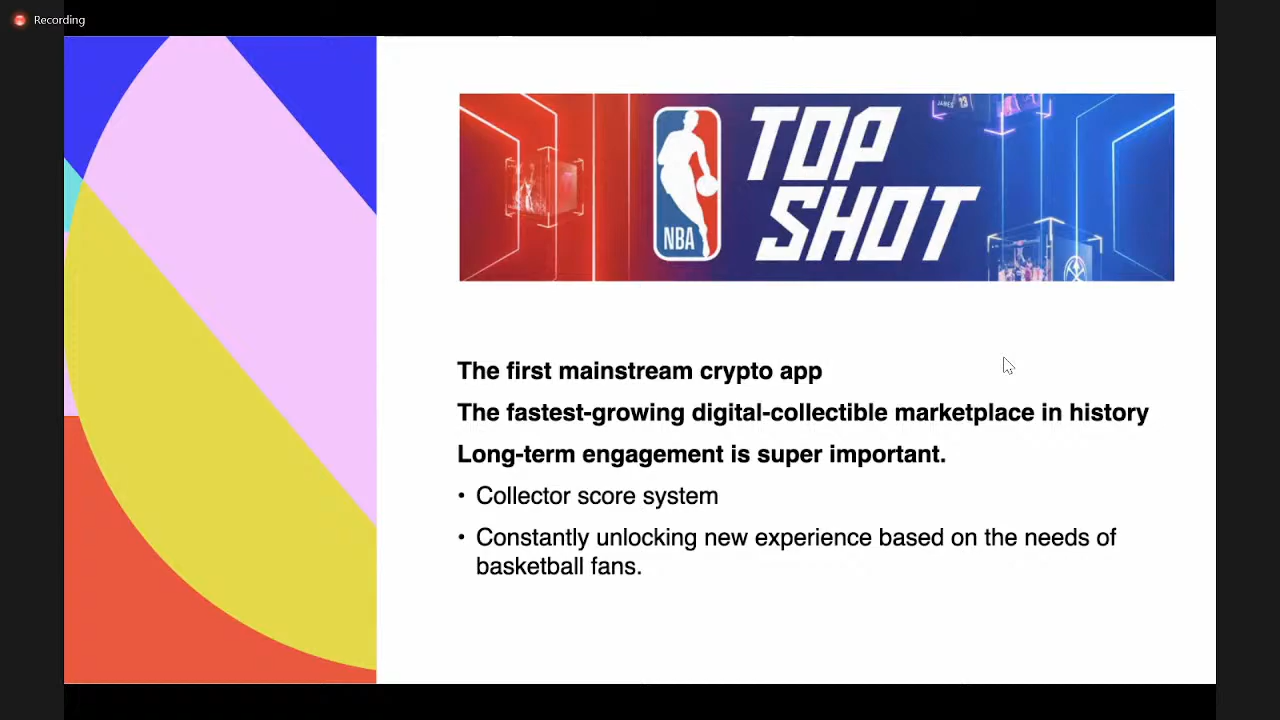 Recording
TOP
SHOT
NBA
The first mainstream crypto app
The fastest-growing digital-collectible marketplace in history
Long-term engagement is super important.
• Collector score system
• Constantly unlocking new experience based on the needs of
basketball fans.